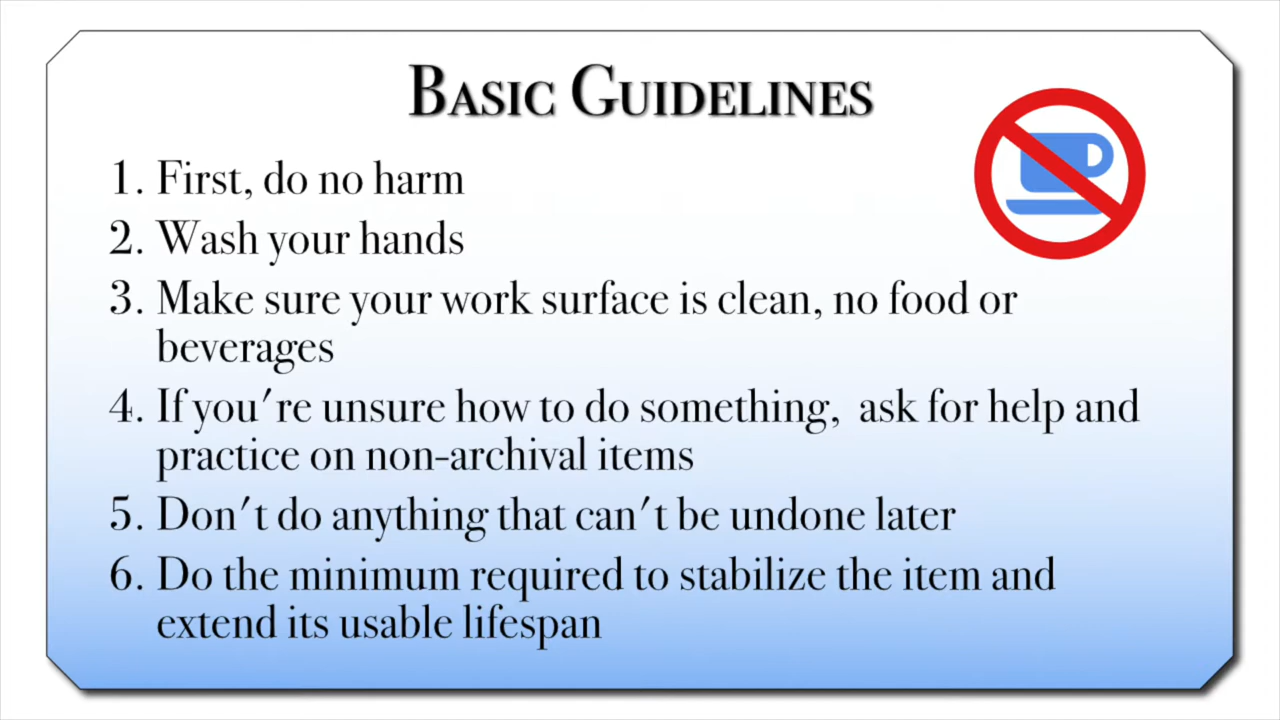 Basic Guidelines
1. First, do no harm
2. Wash your hands
3. Make sure your work surface is clean, no food or
beverages
4. If you're unsure how to do something,  ask for help and
practice on non-archival items
5. Don't do anything that can't be undone later
6. Do the minimum required to stabilize the item and
extend its usable lifespan